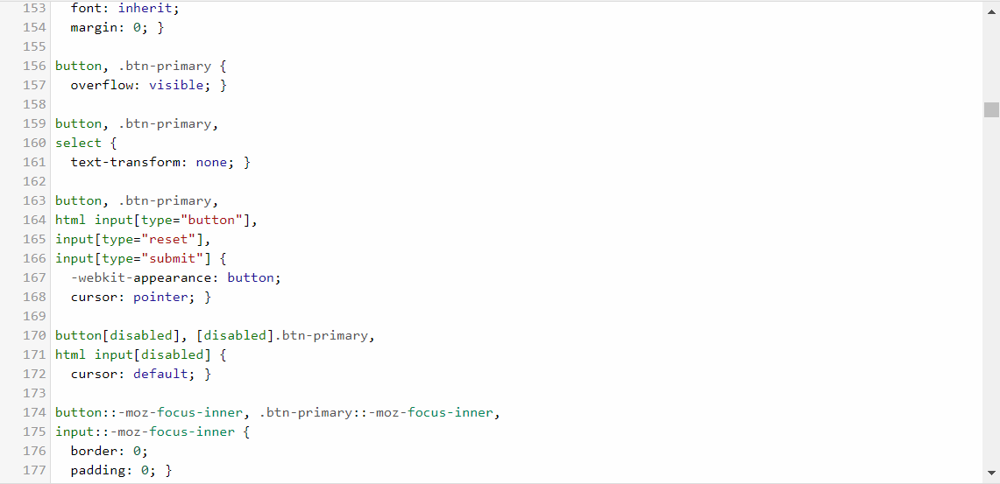 153   font: inherit;
154   margin: 0; }
155
156 button, .btn-primary {
157   overflow: visible; }
158
159 button, .btn-primary,
160 select {
161   text-transform: none; }
162
163 button, .btn-primary,
164 html input[type="button"],
165 input[type="reset"],
166 input[type="submit"] {
167   -webkit-appearance: button;
168   cursor: pointer; }
169
170 button[disabled], [disabled].btn-primary,
171 html input[disabled] {
172   cursor: default; }
173
174 button::-moz-focus-inner, .btn-primary::-moz-focus-inner,
175 input::-moz-focus-inner {
176   border: 0;
177   padding: 0; }